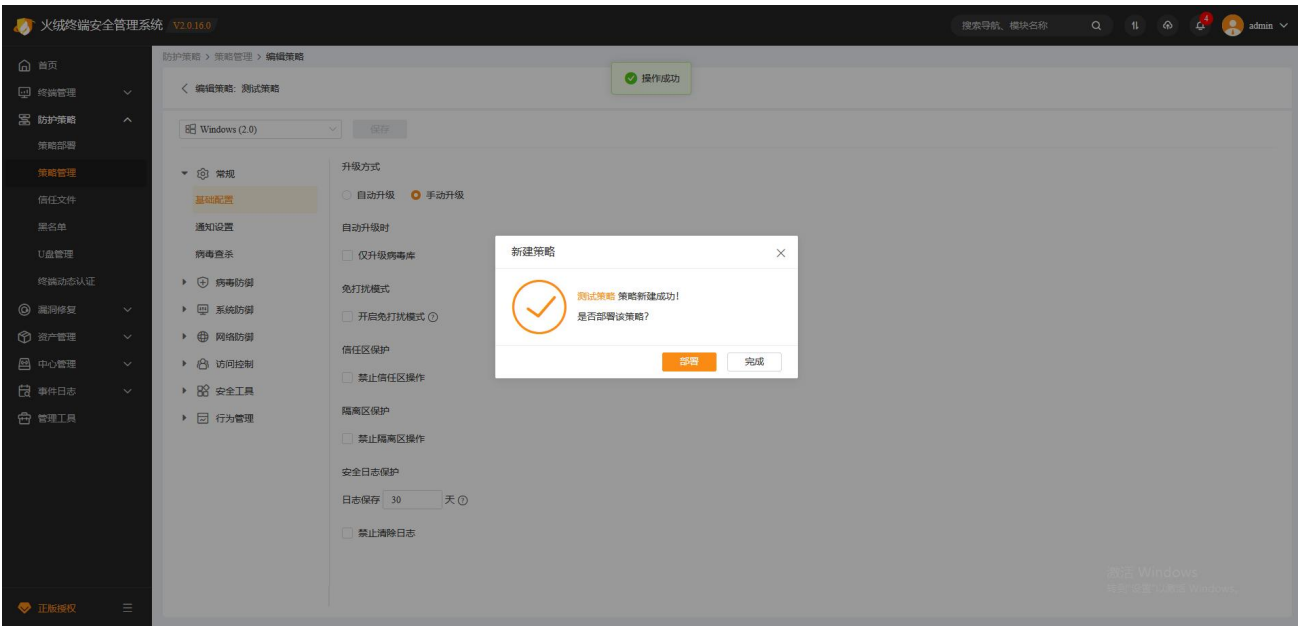 火绒终端安全管理系统 V2.0.16.0
搜索导航、模块名称
4
admin
首页
终端管理
防护策略
策略部署
策略管理
信任文件
黑名单
U盘管理
终端动态认证
漏洞修复
资产管理
中心管理
事件日志
管理工具
正版授权
防护策略 > 策略管理 > 编辑策略
操作成功
编辑策略: 测试策略
Windows (2.0)
保存
常规
基础配置
通知设置
病毒查杀
病毒防御
系统防御
网络防御
访问控制
安全工具
行为管理
升级方式
自动升级 手动升级
自动升级时
仅升级病毒库
免打扰模式
开启免打扰模式
信任区保护
禁止信任区操作
隔离区保护
禁止隔离区操作
安全日志保护
日志保存 30 天
禁止清除日志
新建策略
测试策略 策略新建成功!
是否部署该策略?
部署 完成
激活 Windows
转到"设置"以激活 Windows。